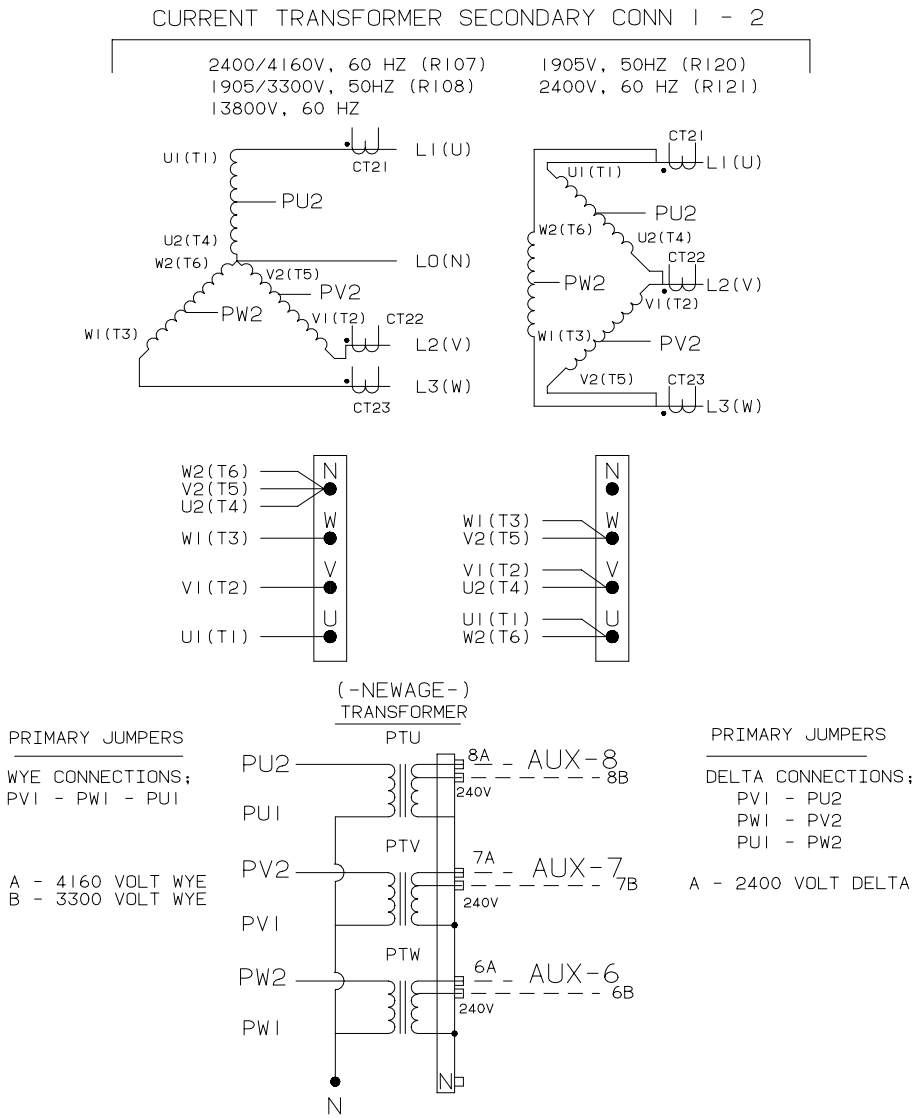 CURRENT TRANSFORMER SECONDARY CONN 1 - 2
2400/4160V, 60 HZ (R107)
1905/3300V, 50HZ (R108)
13800V, 60 HZ
1905V, 50HZ (R120)
2400V, 60 HZ (R121)
U1(T1)
CT21
L1(U)
PU2
U2(T4)
W2(T6)
V2(T5)
L0(N)
PV2
PW2
V1(T2)
CT22
W1(T3)
L2(V)
L3(W)
CT23
CT21
L1(U)
U1(T1)
PU2
W2(T6)
U2(T4)
CT22
PW2
L2(V)
V1(T2)
W1(T3)
PV2
V2(T5)
CT23
L3(W)
W2(T6)
V2(T5)
U2(T4)
N
W1(T3)
W
V1(T2)
V
U1(T1)
U
N
W1(T3)
V2(T5)
W
V1(T2)
U2(T4)
V
U1(T1)
W2(T6)
U
(-NEWAGE-)
TRANSFORMER
PRIMARY JUMPERS
WYE CONNECTIONS;
PV1 - PW1 - PU1
A - 4160 VOLT WYE
B - 3300 VOLT WYE
PTU
PU2
8A
AUX-8
8B
240V
PU1
PTV
PV2
7A
AUX-7
7B
240V
PV1
PTW
PW2
6A
AUX-6
6B
240V
PW1
N
N
PRIMARY JUMPERS
DELTA CONNECTIONS;
PV1 - PU2
PW1 - PV2
PU1 - PW2
A - 2400 VOLT DELTA